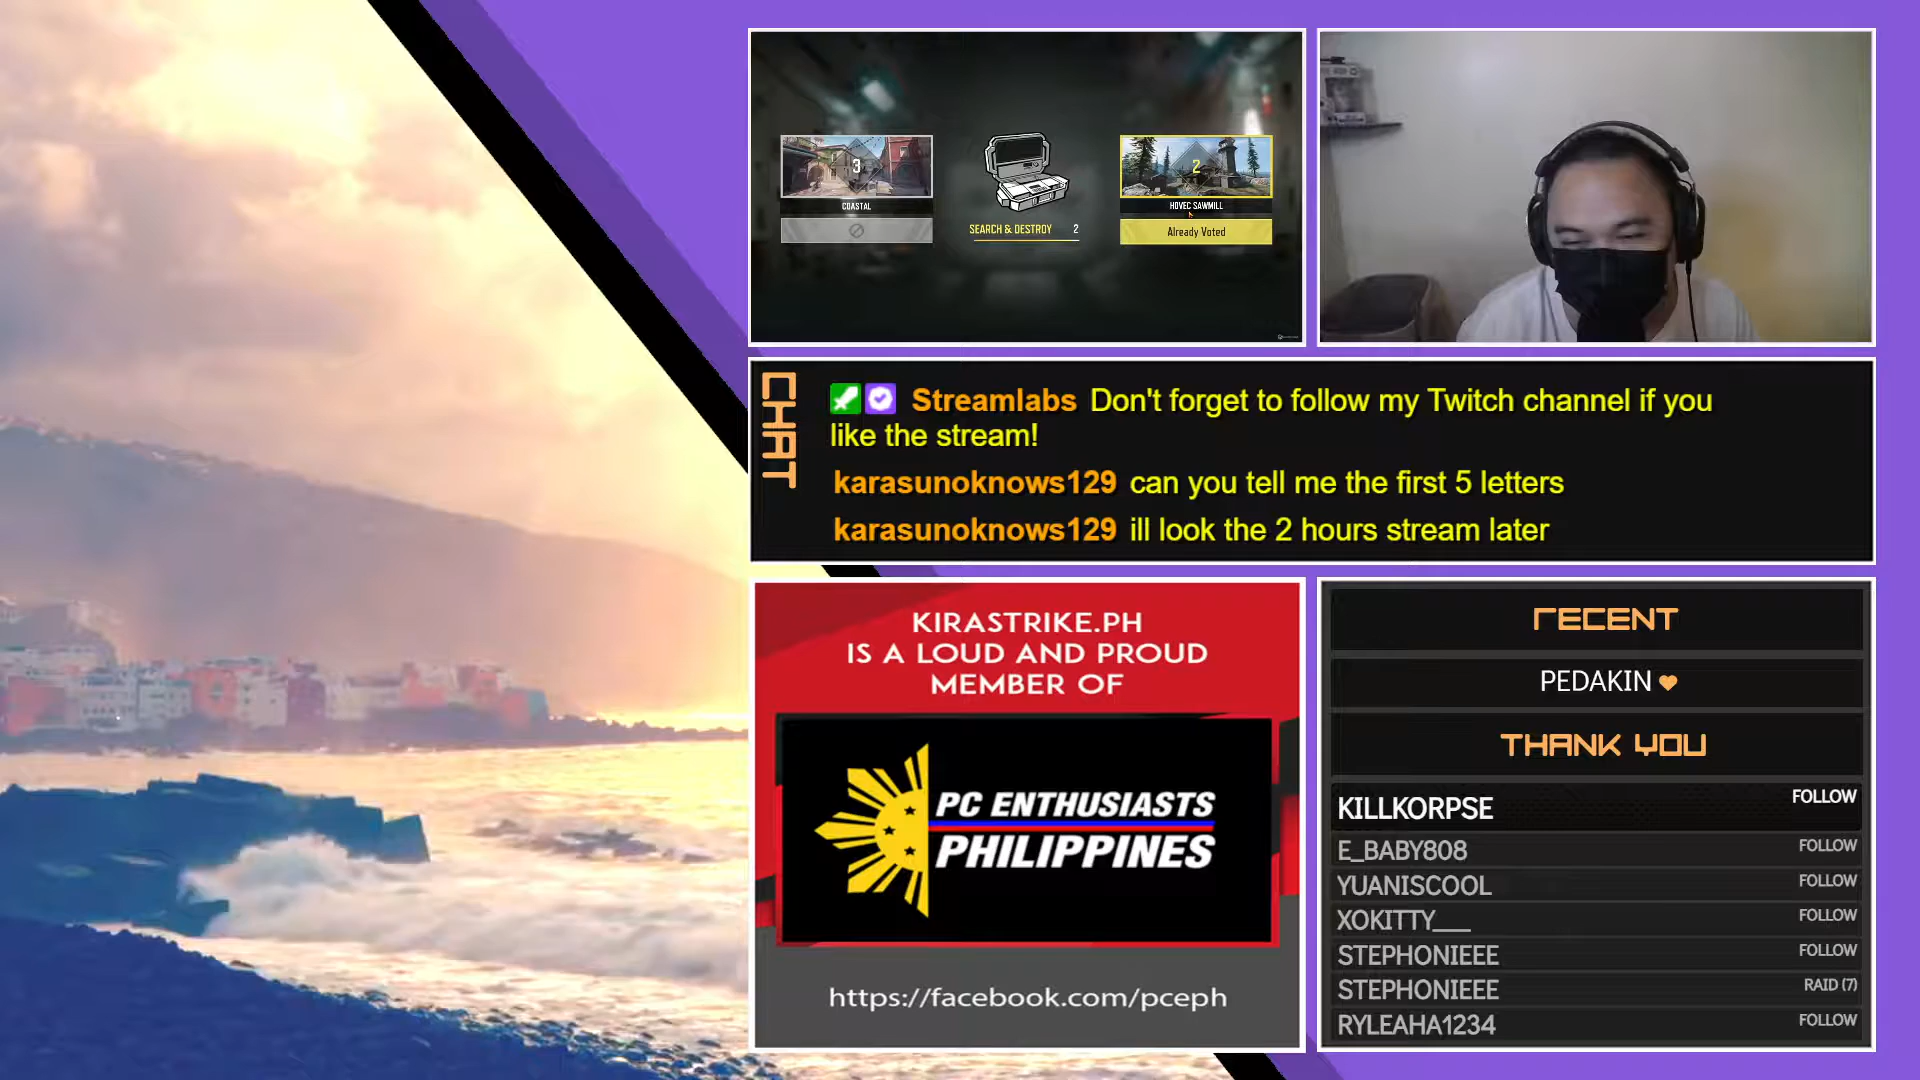 3
COASTAL
SEARCH & DESTROY 2
2
HOVEC SAWMILL
Already Voted
CHAT
Streamlabs Don't forget to follow my Twitch channel if you
like the stream!
karasunoknows129 can you tell me the first 5 letters
karasunoknows129 ill look the 2 hours stream later
KIRASTRIKE.PH
IS A LOUD AND PROUD
MEMBER OF
PC ENTHUSIASTS
PHILIPPINES
https://facebook.com/pceph
RECENT
PEDAKIN
THANK YOU
KILLKORPSE FOLLOW
E_BABY808 FOLLOW
YUANISCOOL FOLLOW
XOKITTY___ FOLLOW
STEPHONIEEE FOLLOW
STEPHONIEEE RAID (7)
RYLEAHA1234 FOLLOW